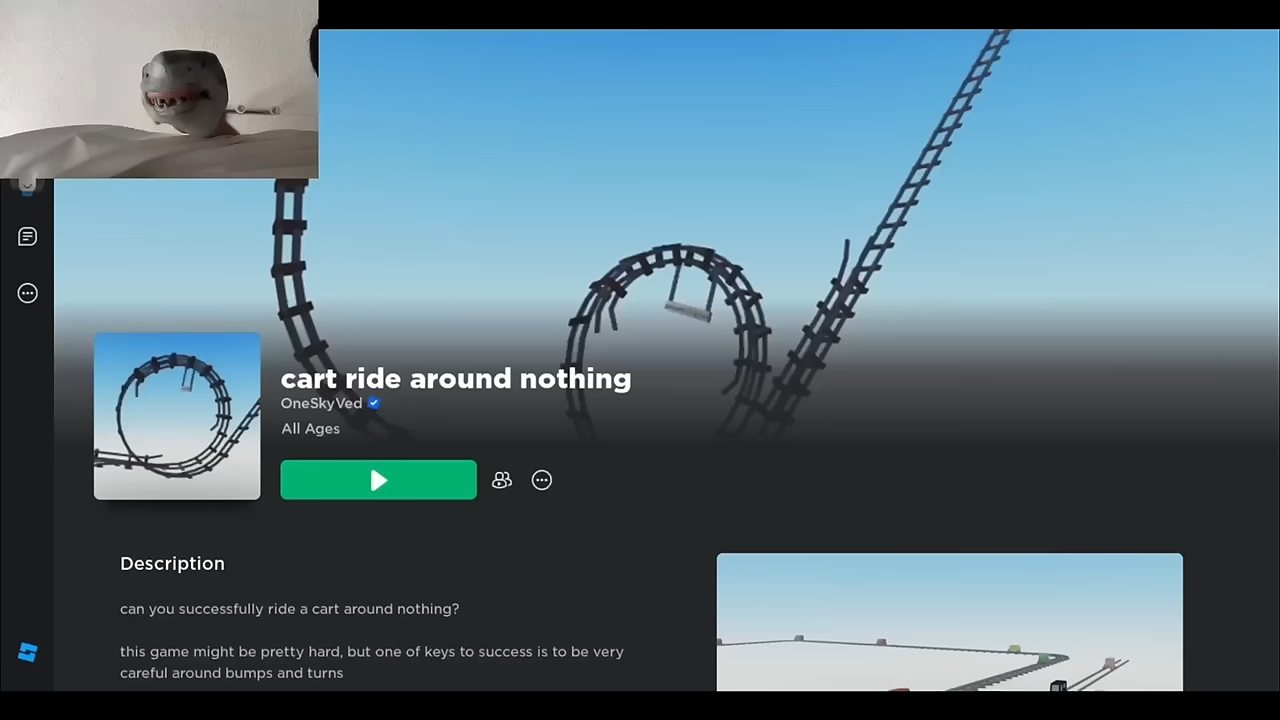 cart ride around nothing
OneSkyVed
All Ages
Description
can you successfully ride a cart around nothing?
this game might be pretty hard, but one of keys to success is to be very
careful around bumps and turns